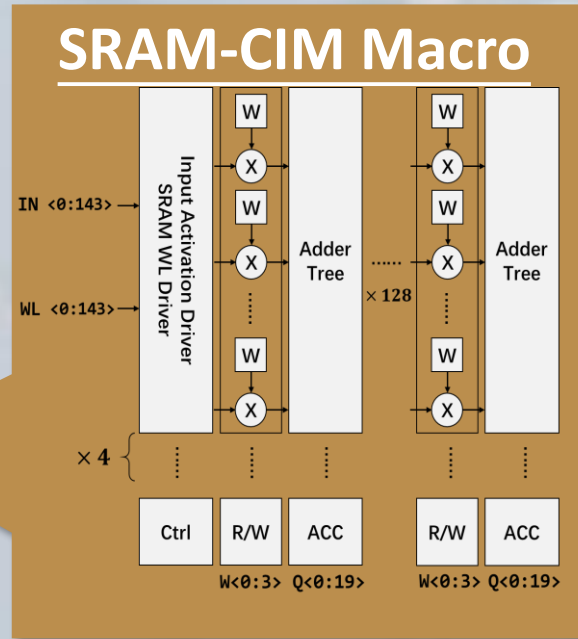 SRAM-CIM Macro
IN <0:143>
WL <0:143>
Input Activation Driver
SRAM WL Driver
W
X
W
X
W
X
Adder
Tree
......
× 128
W
X
W
X
W
X
Adder
Tree
× 4
Ctrl
R/W
ACC
R/W
ACC
W<0:3>
Q<0:19>
W<0:3>
Q<0:19>